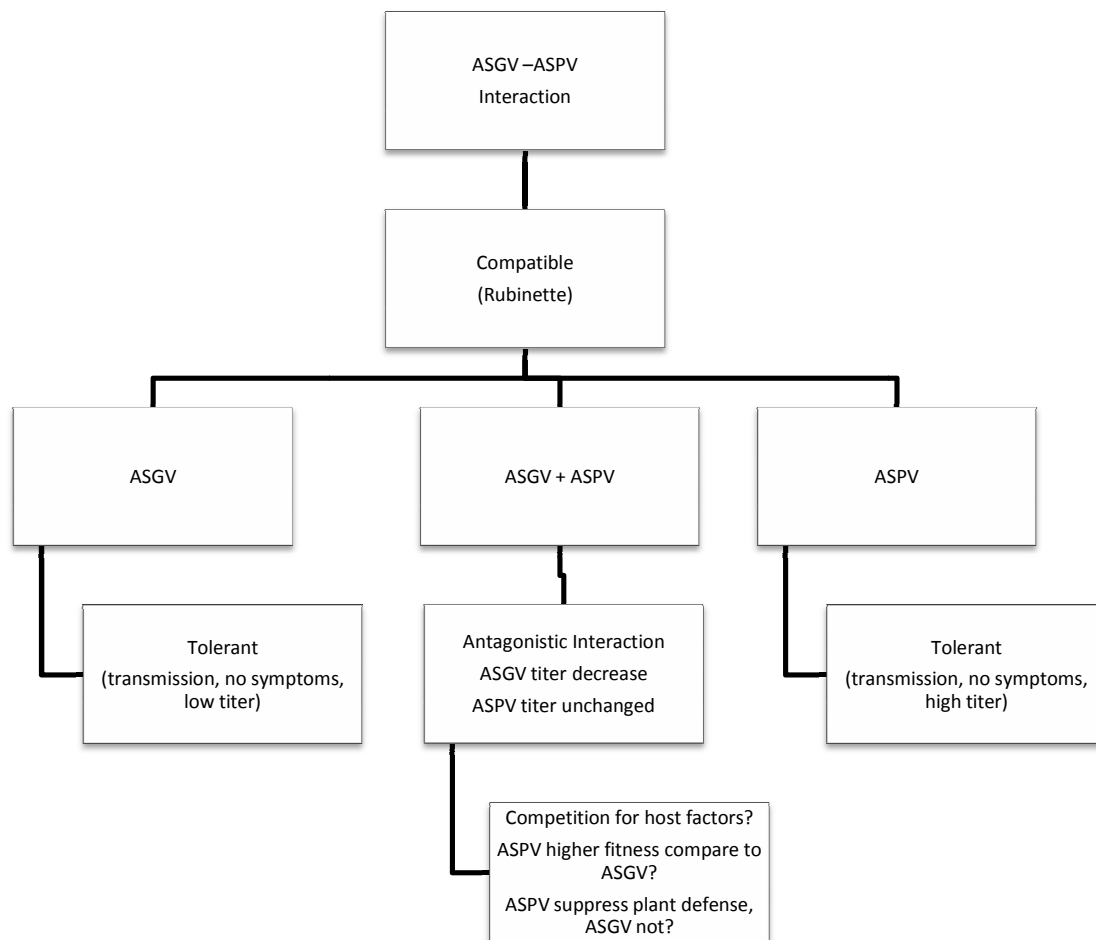 ASGV –ASPV
Interaction
Compatible
(Rubinette)
ASGV
ASGV + ASPV
ASPV
Tolerant
(transmission, no symptoms,
low titer)
Antagonistic Interaction
ASGV titer decrease
ASPV titer unchanged
Tolerant
(transmission, no symptoms,
high titer)
Competition for host factors?
ASPV higher fitness compare to
ASGV?
ASPV suppress plant defense,
ASGV not?